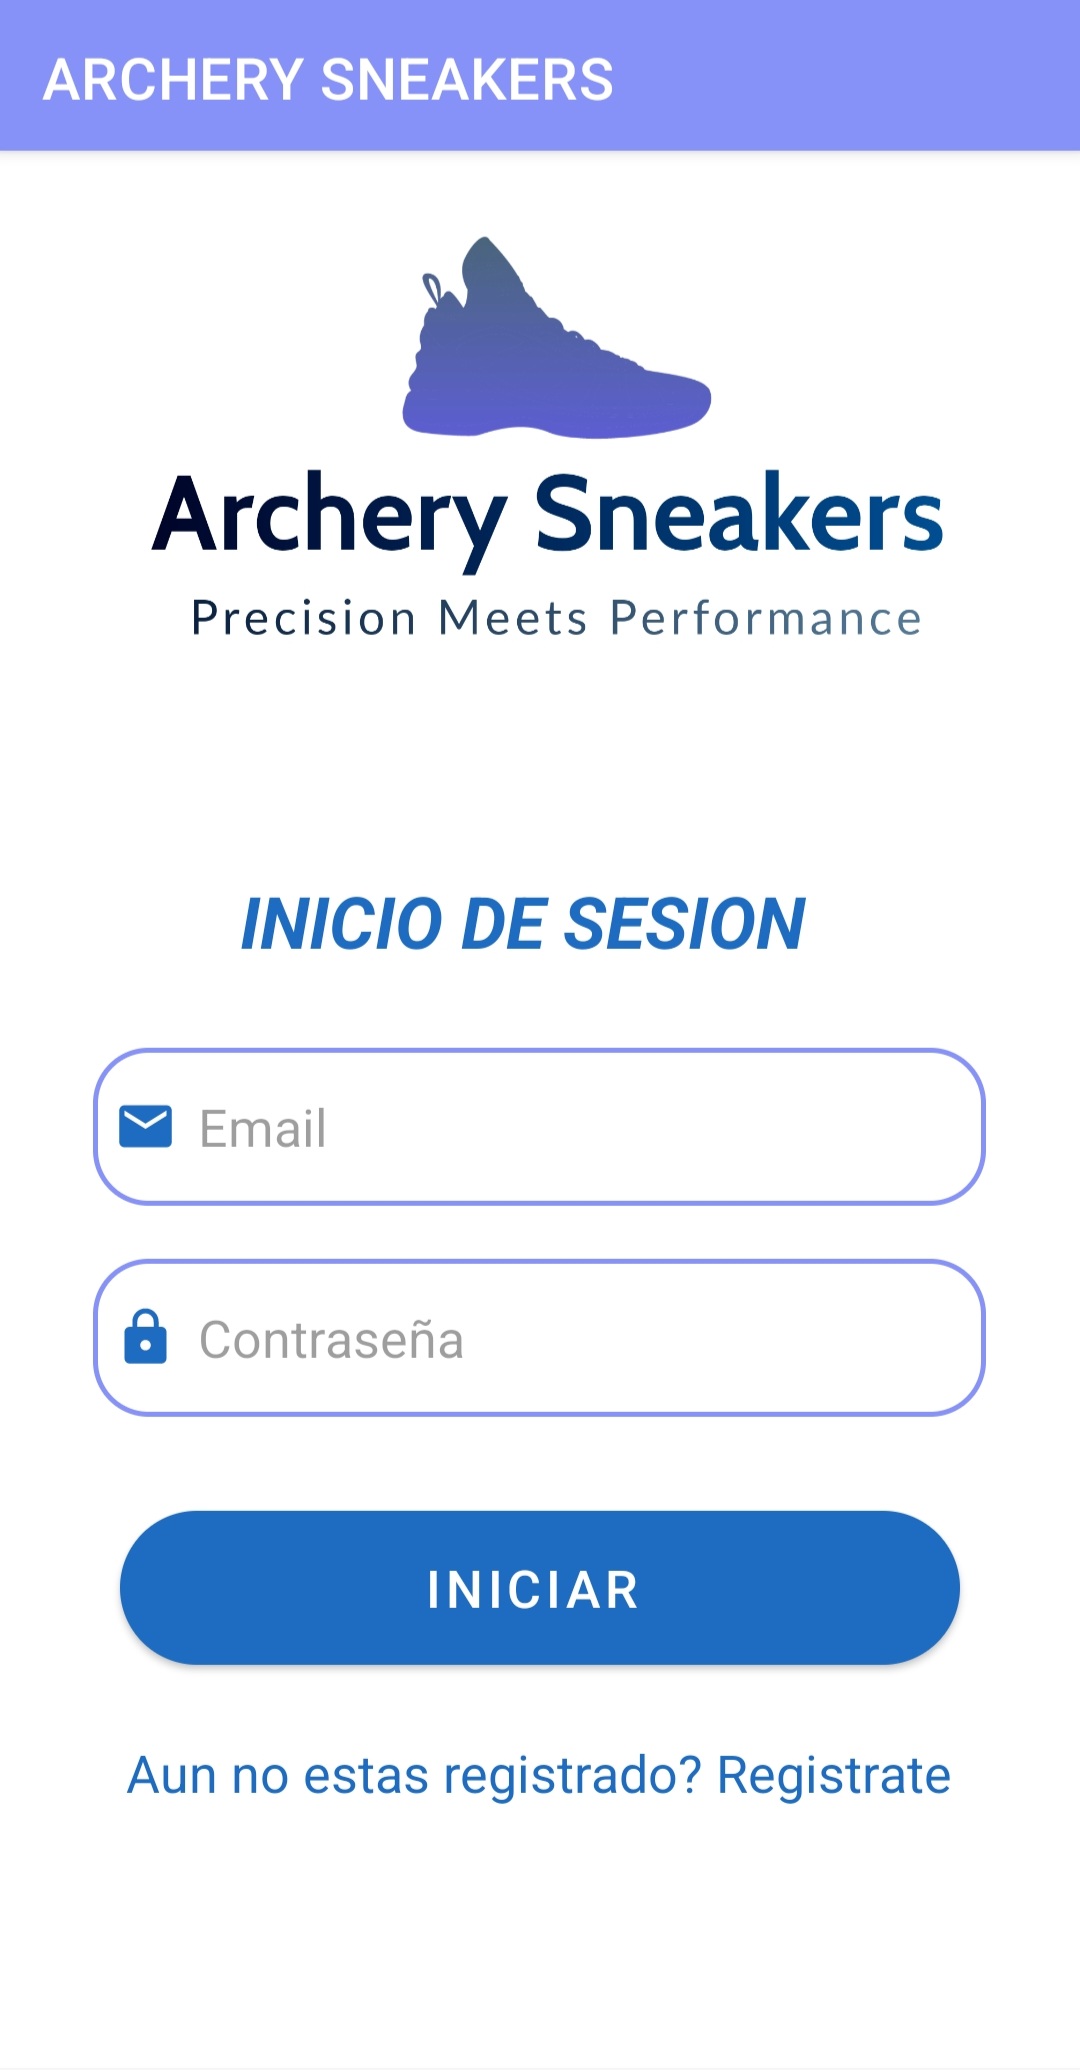 ARCHERY SNEAKERS
Archery Sneakers
Precision Meets Performance
INICIO DE SESION
Email
Contraseña
INICIAR
Aun no estas registrado? Registrate